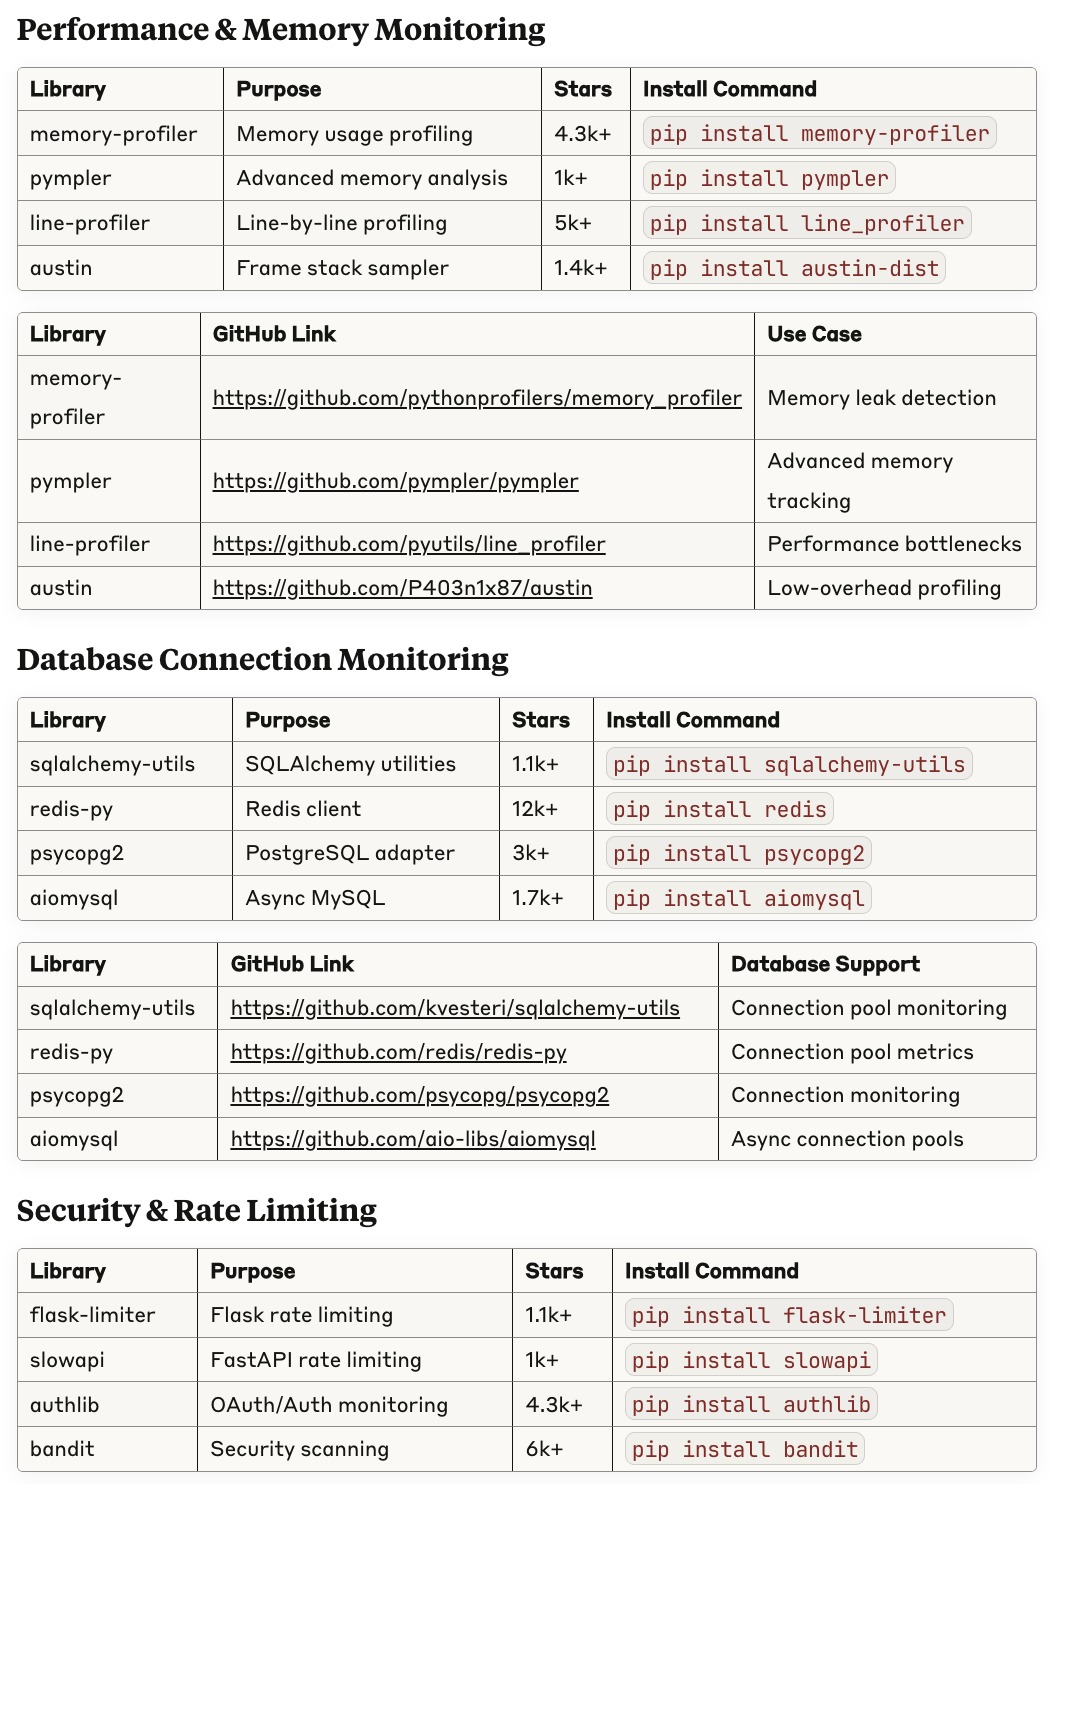 Performance & Memory Monitoring
Library Purpose Stars Install Command
memory-profiler Memory usage profiling 4.3k+ pip install memory-profiler
pympler Advanced memory analysis 1k+ pip install pympler
line-profiler Line-by-line profiling 5k+ pip install line_profiler
austin Frame stack sampler 1.4k+ pip install austin-dist
Library GitHub Link Use Case
memory-
profiler https://github.com/pythonprofilers/memory_profiler Memory leak detection
pympler https://github.com/pympler/pympler Advanced memory
tracking
line-profiler https://github.com/pyutils/line_profiler Performance bottlenecks
austin https://github.com/P403n1x87/austin Low-overhead profiling
Database Connection Monitoring
Library Purpose Stars Install Command
sqlalchemy-utils SQLAlchemy utilities 1.1k+ pip install sqlalchemy-utils
redis-py Redis client 12k+ pip install redis
psycopg2 PostgreSQL adapter 3k+ pip install psycopg2
aiomysql Async MySQL 1.7k+ pip install aiomysql
Library GitHub Link Database Support
sqlalchemy-utils https://github.com/kvesteri/sqlalchemy-utils Connection pool monitoring
redis-py https://github.com/redis/redis-py Connection pool metrics
psycopg2 https://github.com/psycopg/psycopg2 Connection monitoring
aiomysql https://github.com/aio-libs/aiomysql Async connection pools
Security & Rate Limiting
Library Purpose Stars Install Command
flask-limiter Flask rate limiting 1.1k+ pip install flask-limiter
slowapi FastAPI rate limiting 1k+ pip install slowapi
authlib OAuth/Auth monitoring 4.3k+ pip install authlib
bandit Security scanning 6k+ pip install bandit